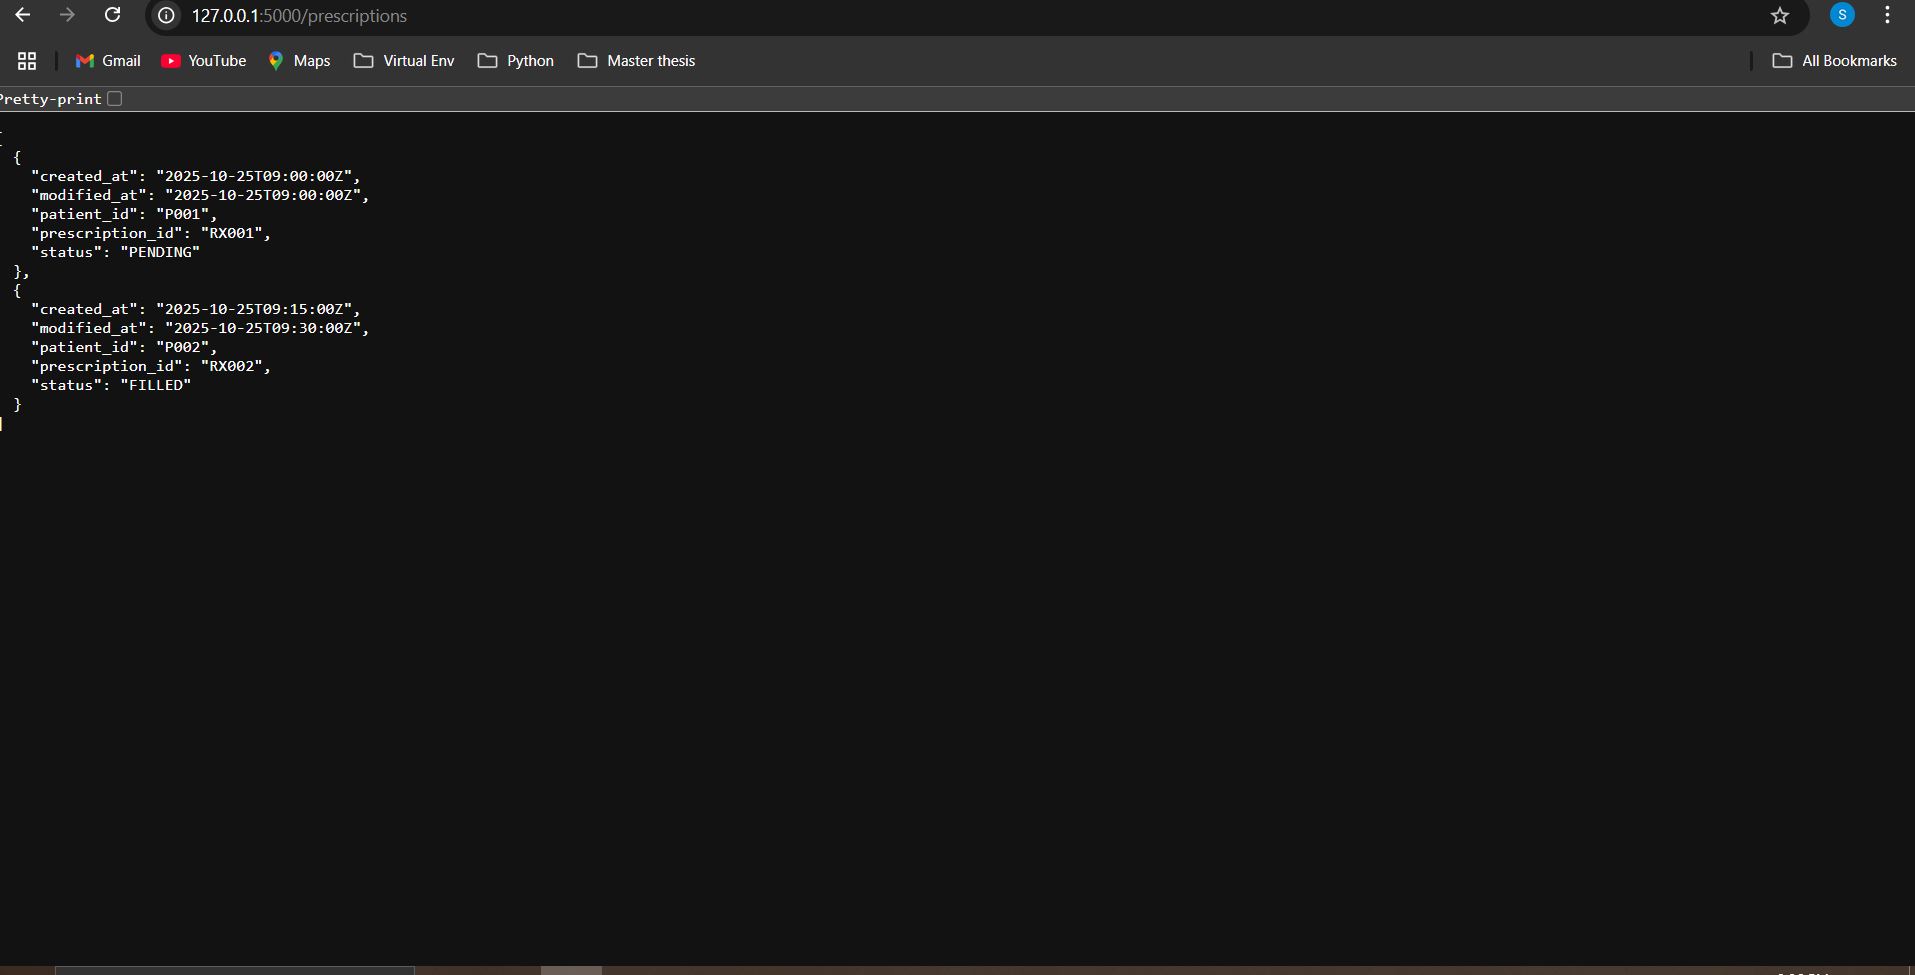 127.0.0.1:5000/prescriptions
S
Gmail
YouTube
Maps
Virtual Env
Python
Master thesis
All Bookmarks
Pretty-print
[
{
"created_at": "2025-10-25T09:00:00Z",
"modified_at": "2025-10-25T09:00:00Z",
"patient_id": "P001",
"prescription_id": "RX001",
"status": "PENDING"
},
{
"created_at": "2025-10-25T09:15:00Z",
"modified_at": "2025-10-25T09:30:00Z",
"patient_id": "P002",
"prescription_id": "RX002",
"status": "FILLED"
}
]